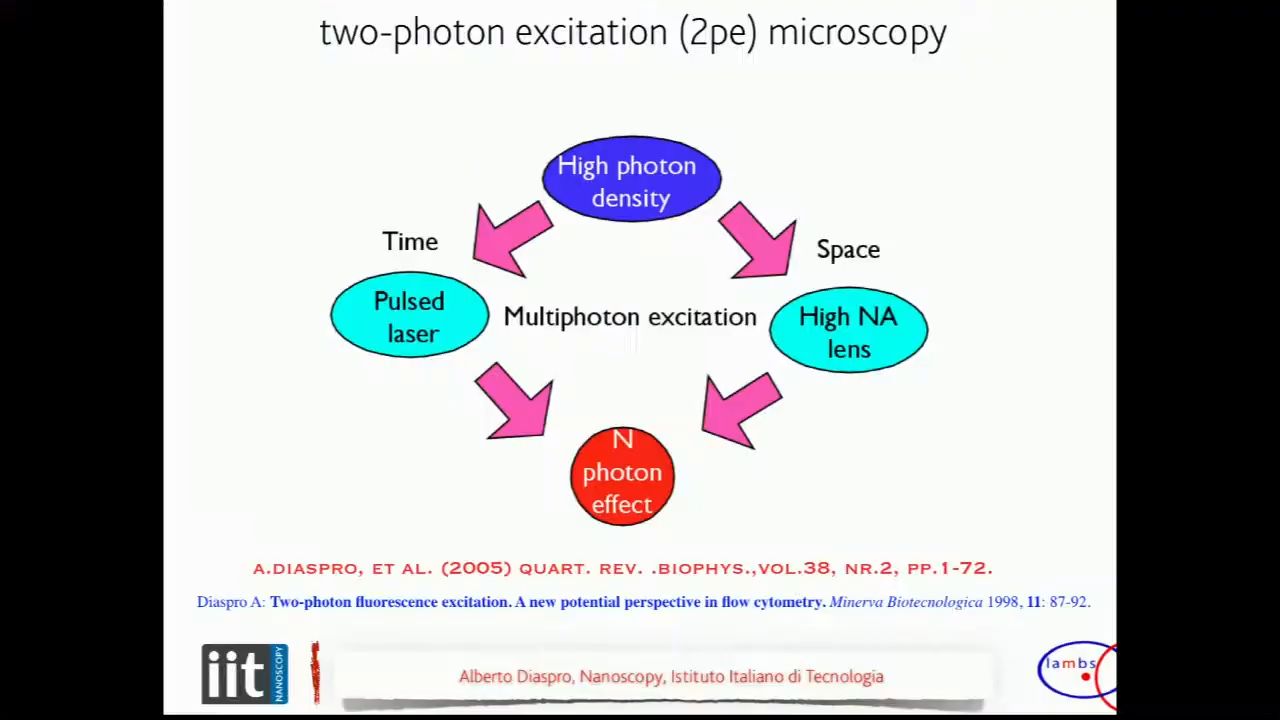 two-photon excitation (2pe) microscopy
High photon
density
Time
Space
Pulsed
laser
Multiphoton excitation
High NA
lens
N
photon
effect
A.DIASPRO, ET AL. (2005) QUART. REV. .BIOPHYS.,VOL.38, NR.2, PP.1-72.
Diaspro A: Two-photon fluorescence excitation. A new potential perspective in flow cytometry. Minerva Biotecnologica 1998, 11: 87-92.
iit NANOSCOPY
Alberto Diaspro, Nanoscopy, Istituto Italiano di Tecnologia
lambs